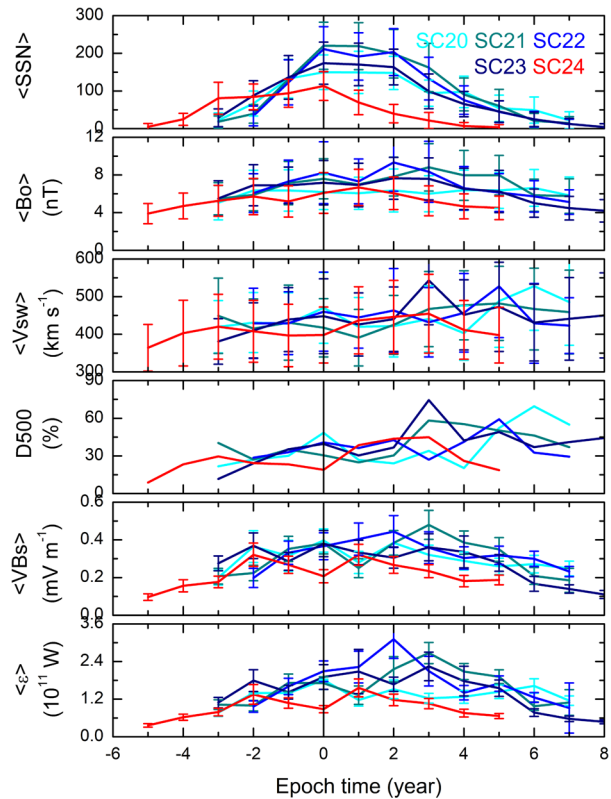 300
200
100
0
<SSN>
SC20 SC21 SC22
SC23 SC24
12
8
4
0
<Bo>
(nT)
600
500
400
300
<Vsw>
(km s⁻¹)
90
60
30
0
D500
(%)
0.6
0.4
0.2
0.0
<VBs>
(mV m⁻¹)
3.6
2.4
1.2
0.0
<ε>
(10¹¹ W)
-6 -4 -2 0 2 4 6 8
Epoch time (year)